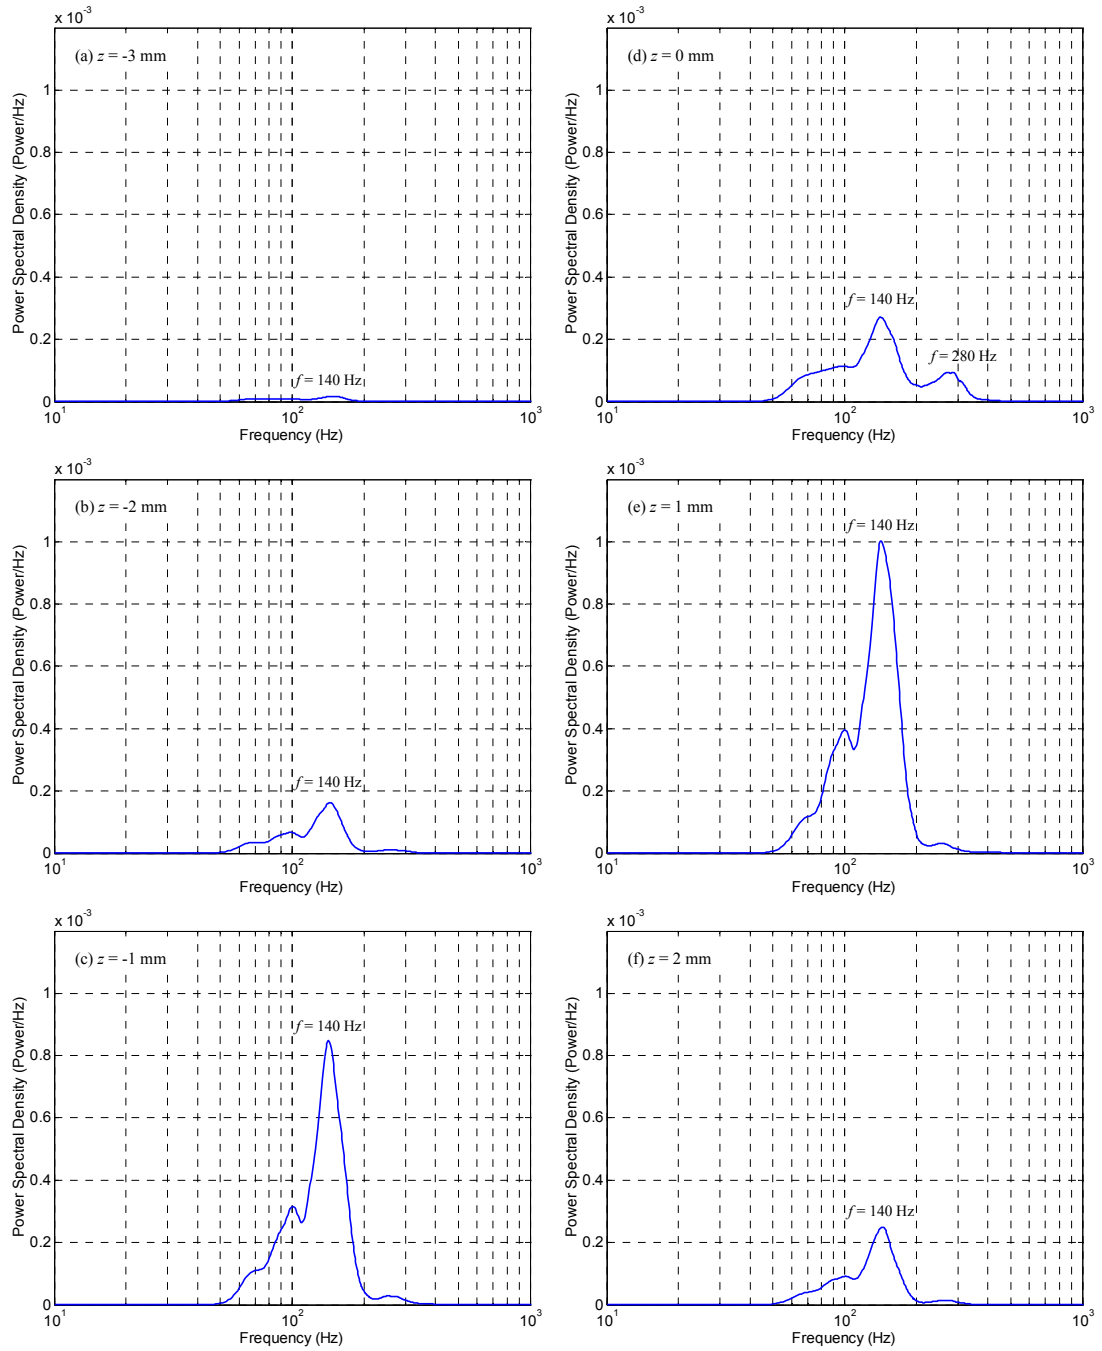 x 10-3
(a) z = -3 mm
1
0.8
0.6
0.4
0.2
0
f = 140 Hz
10^1 10^2 10^3
Frequency (Hz)
Power Spectral Density (Power/Hz)
x 10-3
(b) z = -2 mm
1
0.8
0.6
0.4
0.2
0
f = 140 Hz
10^1 10^2 10^3
Frequency (Hz)
Power Spectral Density (Power/Hz)
x 10-3
(c) z = -1 mm
1
0.8
0.6
0.4
0.2
0
f = 140 Hz
10^1 10^2 10^3
Frequency (Hz)
Power Spectral Density (Power/Hz)
x 10-3
(d) z = 0 mm
1
0.8
0.6
0.4
0.2
0
f = 140 Hz
f = 280 Hz
10^1 10^2 10^3
Frequency (Hz)
Power Spectral Density (Power/Hz)
x 10-3
(e) z = 1 mm
1
0.8
0.6
0.4
0.2
0
f = 140 Hz
10^1 10^2 10^3
Frequency (Hz)
Power Spectral Density (Power/Hz)
x 10-3
(f) z = 2 mm
1
0.8
0.6
0.4
0.2
0
f = 140 Hz
10^1 10^2 10^3
Frequency (Hz)
Power Spectral Density (Power/Hz)